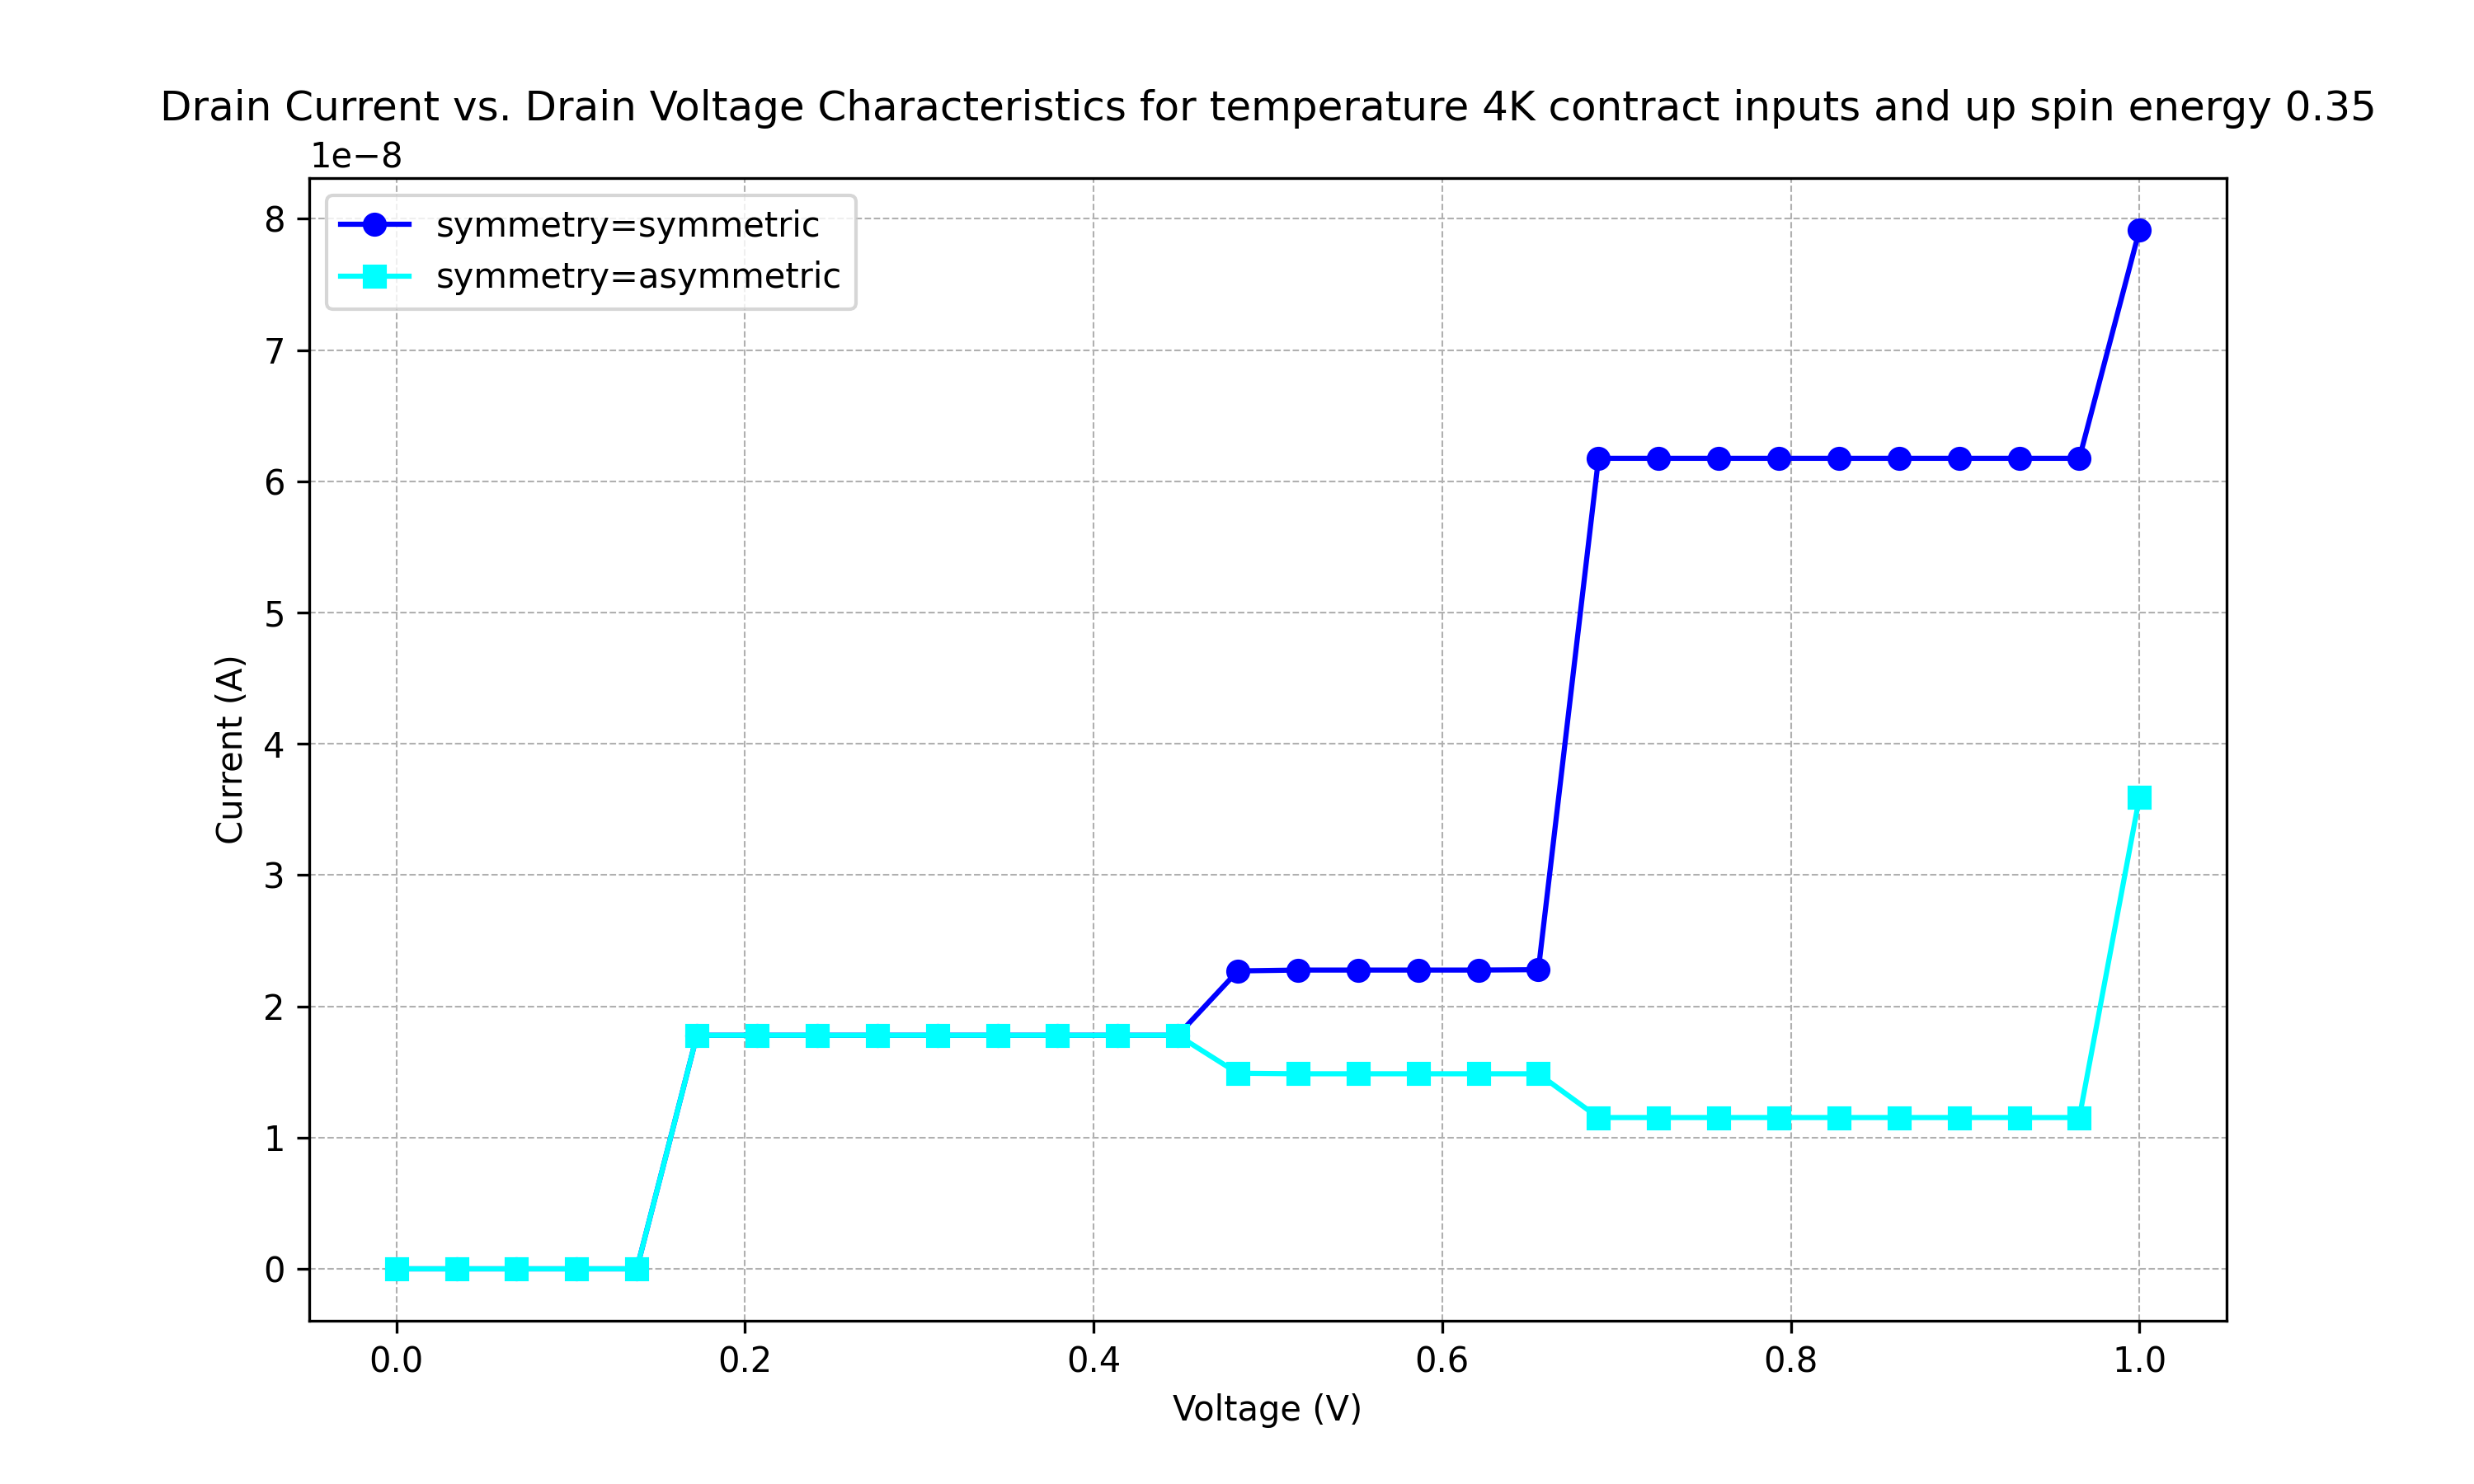 Drain Current vs. Drain Voltage Characteristics for temperature 4K contract inputs and up spin energy 0.35
1e−8
symmetry=symmetric
symmetry=asymmetric
8
7
6
5
4
3
2
1
0
Current (A)
0.0 0.2 0.4 0.6 0.8 1.0
Voltage (V)